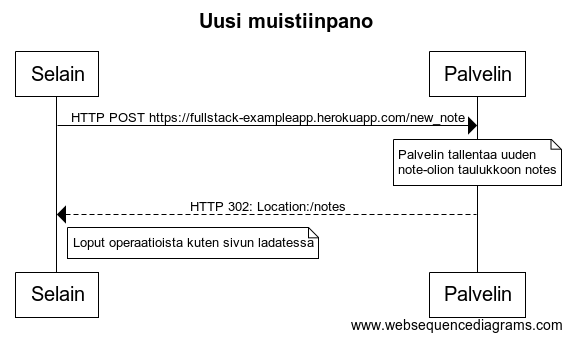 Uusi muistiinpano
Selain
Palvelin
HTTP POST https://fullstack-exampleapp.herokuapp.com/new_note
Palvelin tallentaa uuden
note-olion taulukkoon notes
HTTP 302: Location:/notes
Loput operaatioista kuten sivun ladatessa
Selain
Palvelin
www.websequencediagrams.com